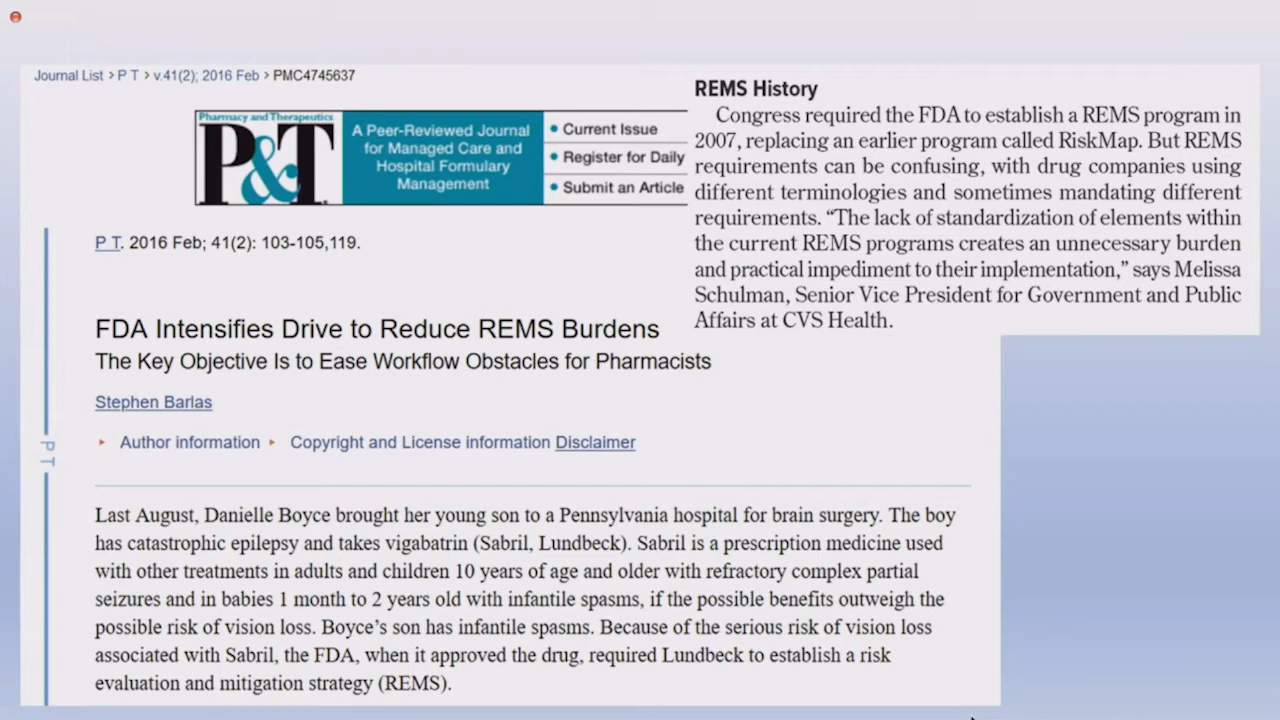 Journal List > P T > v.41(2); 2016 Feb > PMC4745637
Pharmacy and Therapeutics
P&T
A Peer-Reviewed Journal
for Managed Care and
Hospital Formulary
Management
• Current Issue
• Register for Daily
• Submit an Article
P T. 2016 Feb; 41(2): 103-105,119.
FDA Intensifies Drive to Reduce REMS Burdens
The Key Objective Is to Ease Workflow Obstacles for Pharmacists
Stephen Barlas
Author information
Copyright and License information Disclaimer
P T
Last August, Danielle Boyce brought her young son to a Pennsylvania hospital for brain surgery. The boy
has catastrophic epilepsy and takes vigabatrin (Sabril, Lundbeck). Sabril is a prescription medicine used
with other treatments in adults and children 10 years of age and older with refractory complex partial
seizures and in babies 1 month to 2 years old with infantile spasms, if the possible benefits outweigh the
possible risk of vision loss. Boyce's son has infantile spasms. Because of the serious risk of vision loss
associated with Sabril, the FDA, when it approved the drug, required Lundbeck to establish a risk
evaluation and mitigation strategy (REMS).
REMS History
Congress required the FDA to establish a REMS program in
2007, replacing an earlier program called RiskMap. But REMS
requirements can be confusing, with drug companies using
different terminologies and sometimes mandating different
requirements. “The lack of standardization of elements within
the current REMS programs creates an unnecessary burden
and practical impediment to their implementation,” says Melissa
Schulman, Senior Vice President for Government and Public
Affairs at CVS Health.